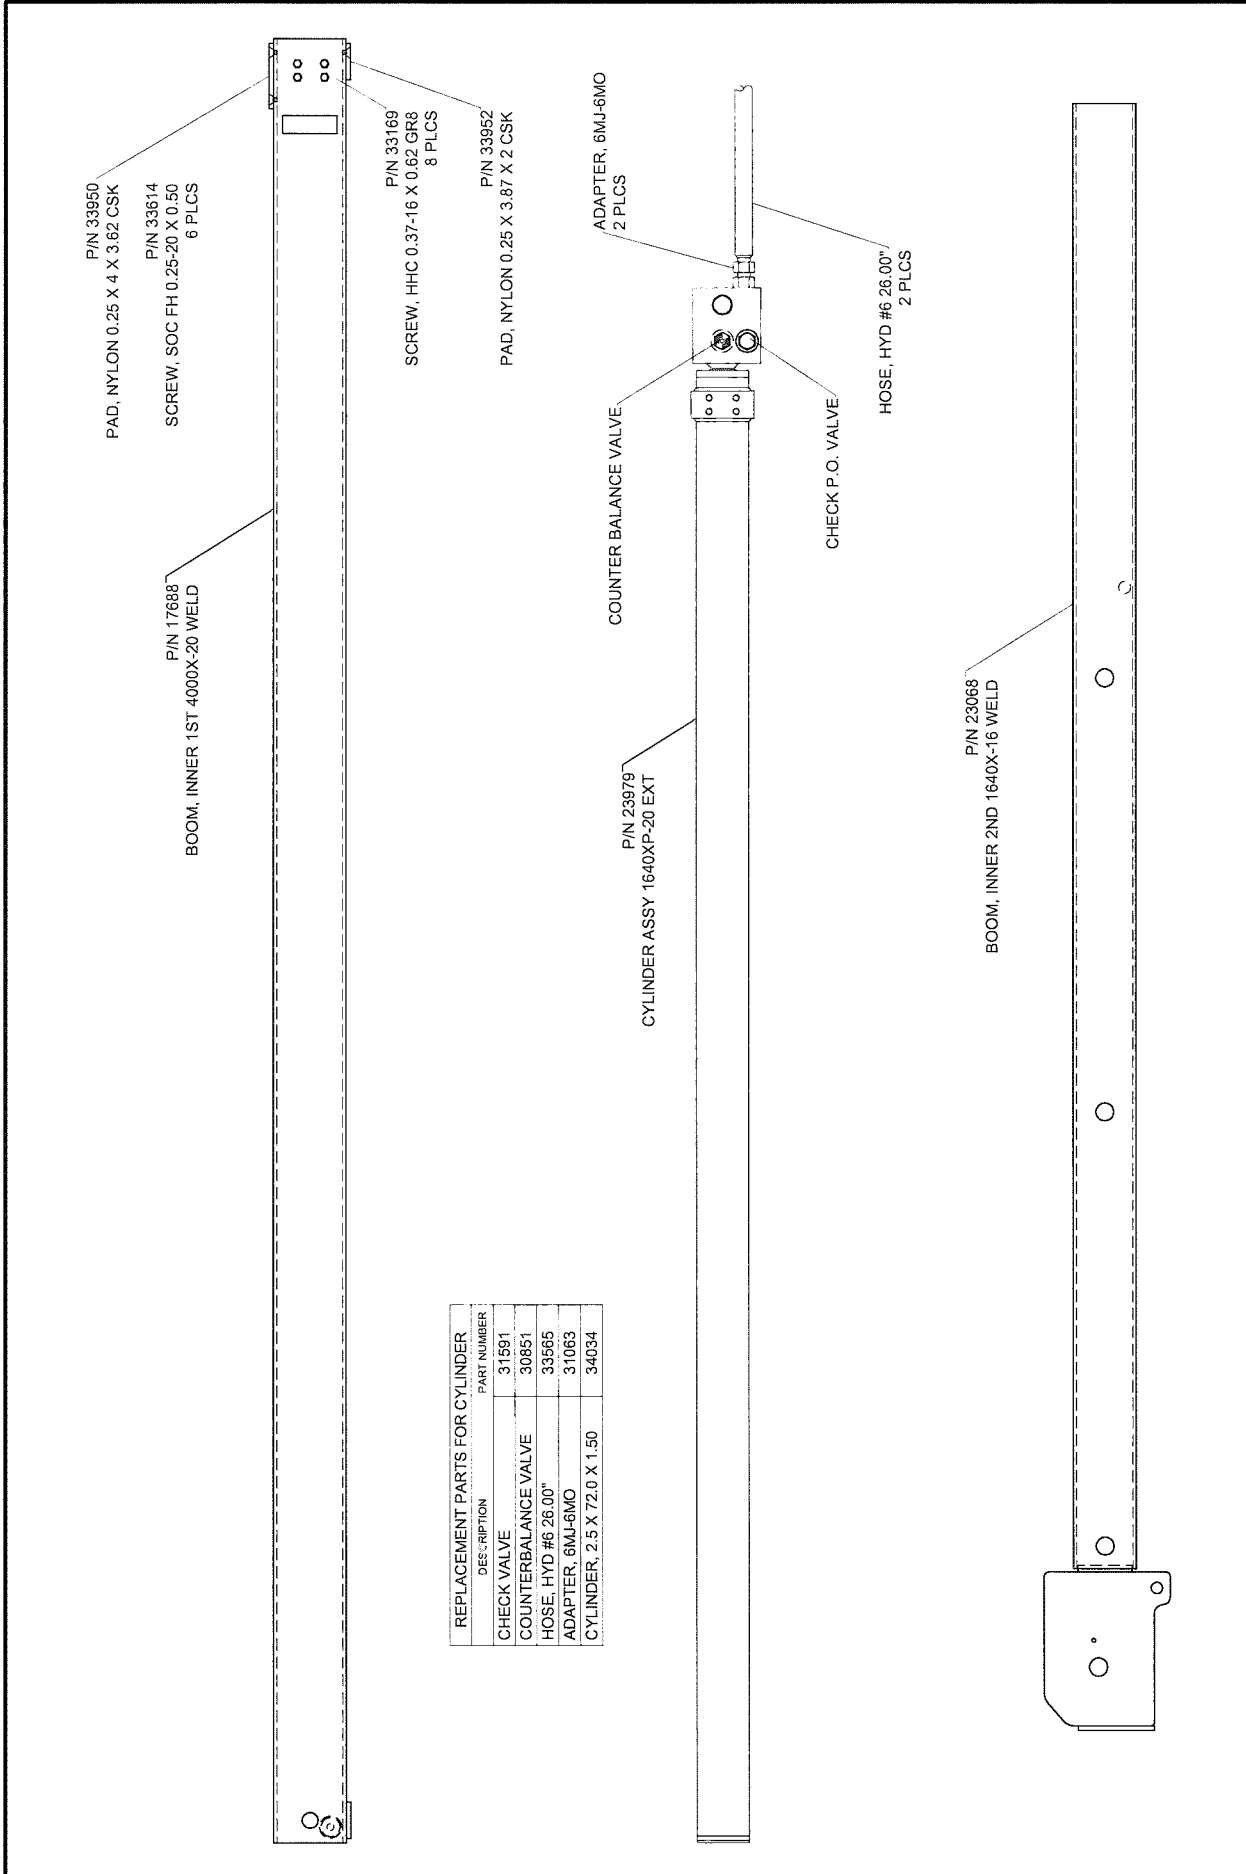 P/N 33950
PAD, NYLON 0.25 X 4 X 3.62 CSK
P/N 33614
SCREW, SOC FH 0.25-20 X 0.50
6 PLCS
P/N 17688
BOOM, INNER 1ST 4000X-20 WELD
P/N 33169
SCREW, HHC 0.37-16 X 0.62 GR8
8 PLCS
P/N 33952
PAD, NYLON 0.25 X 3.87 X 2 CSK
REPLACEMENT PARTS FOR CYLINDER
DESCRIPTION PART NUMBER
CHECK VALVE 31591
COUNTERBALANCE VALVE 30851
HOSE, HYD #6 26.00" 33565
ADAPTER, 6MJ-6MO 31063
CYLINDER, 2.5 X 72.0 X 1.50 34034
ADAPTER, 6MJ-6MO
2 PLCS
COUNTER BALANCE VALVE
P/N 23979
CYLINDER ASSY 1640XP-20 EXT
CHECK P.O. VALVE
HOSE, HYD #6 26.00"
2 PLCS
P/N 23068
BOOM, INNER 2ND 1640X-16 WELD